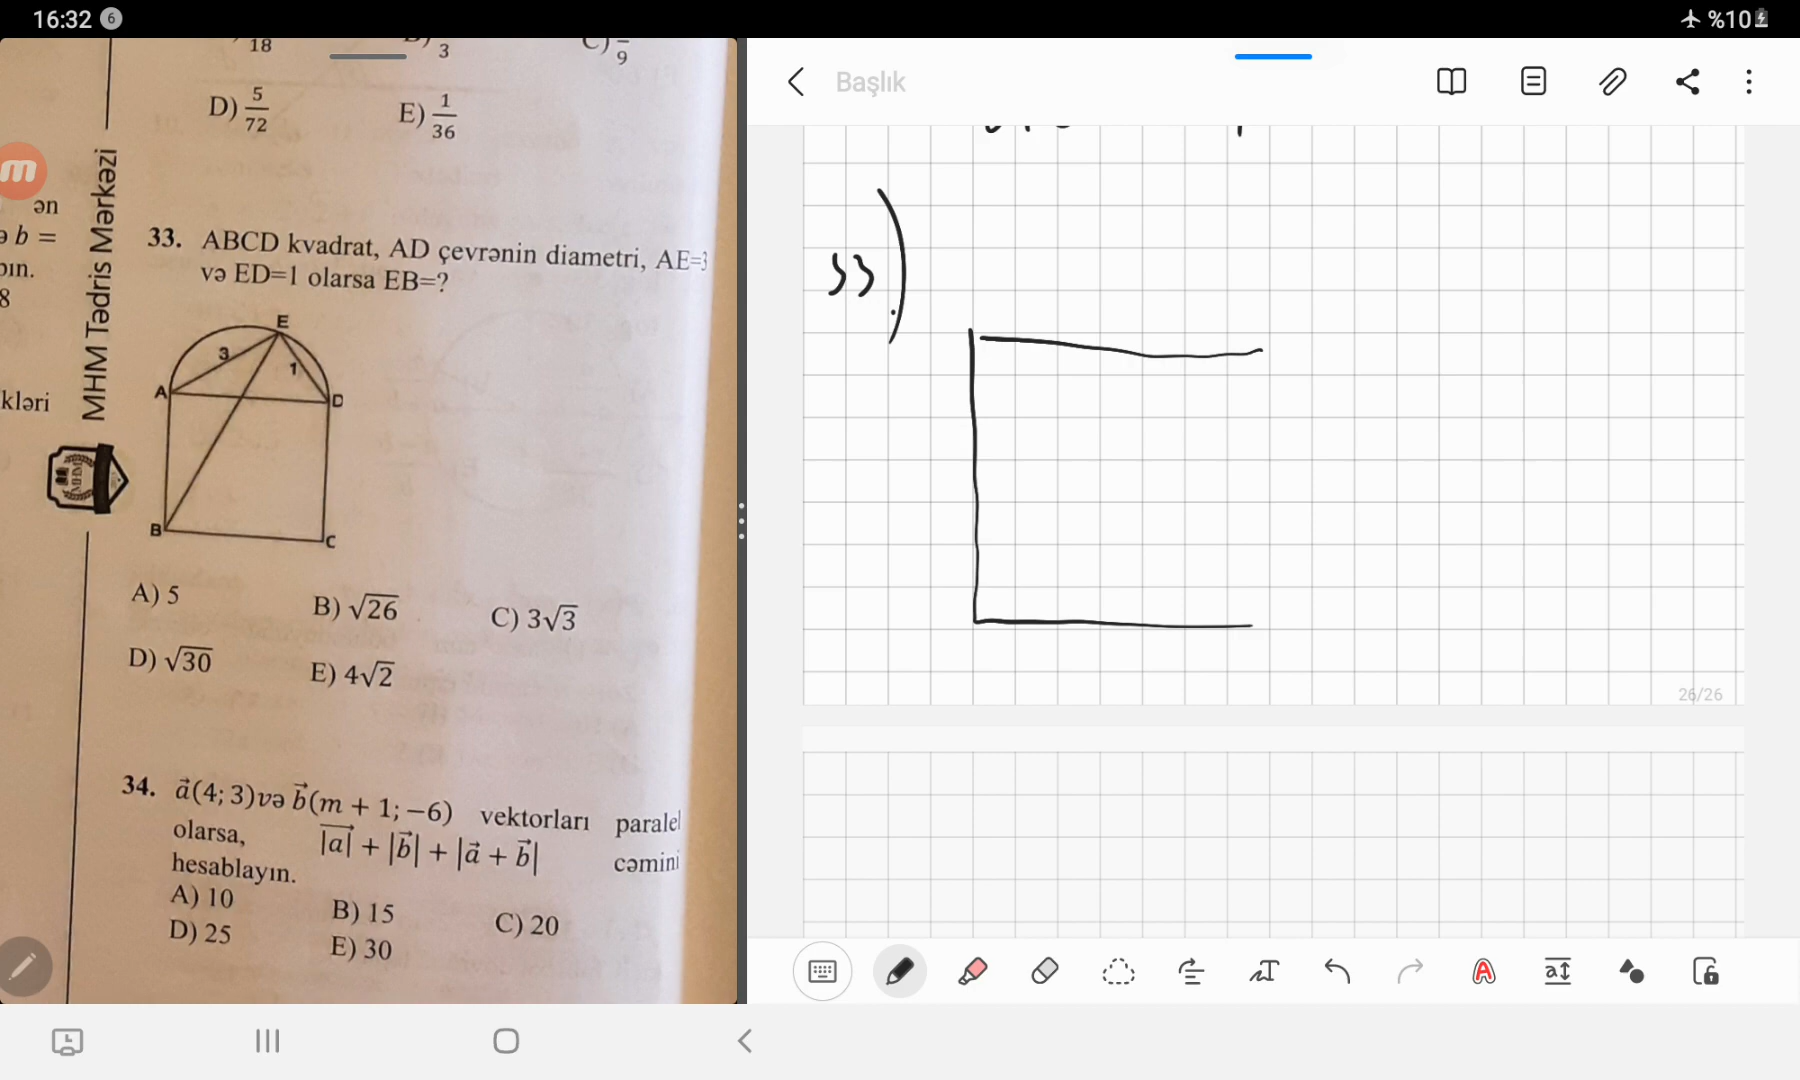 16:32 6
%10
18
3
C) 9
D) 5/72
E) 1/36
ən
ə b =
8
kləri
MHM Tədris Mərkəzi
33. ABCD kvadrat, AD çevrənin diametri, AE=3
və ED=1 olarsa EB=?
E
3
1
A
D
B
C
A) 5
B) √26
C) 3√3
D) √30
E) 4√2
34. a⃗(4; 3)və b⃗(m + 1; −6) vektorları paralel
olarsa, |a⃗| + |b⃗| + |a⃗ + b⃗| cəmini
hesablayın.
A) 10
B) 15
C) 20
D) 25
E) 30
Başlık
33)
26/26